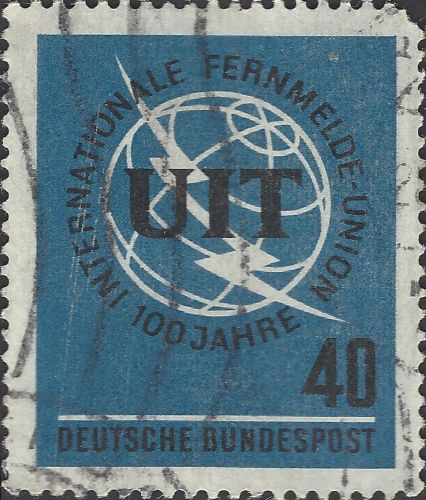 INTERNATIONALE FERNMELDE-UNION
100 JAHRE
UIT
40
DEUTSCHE BUNDESPOST